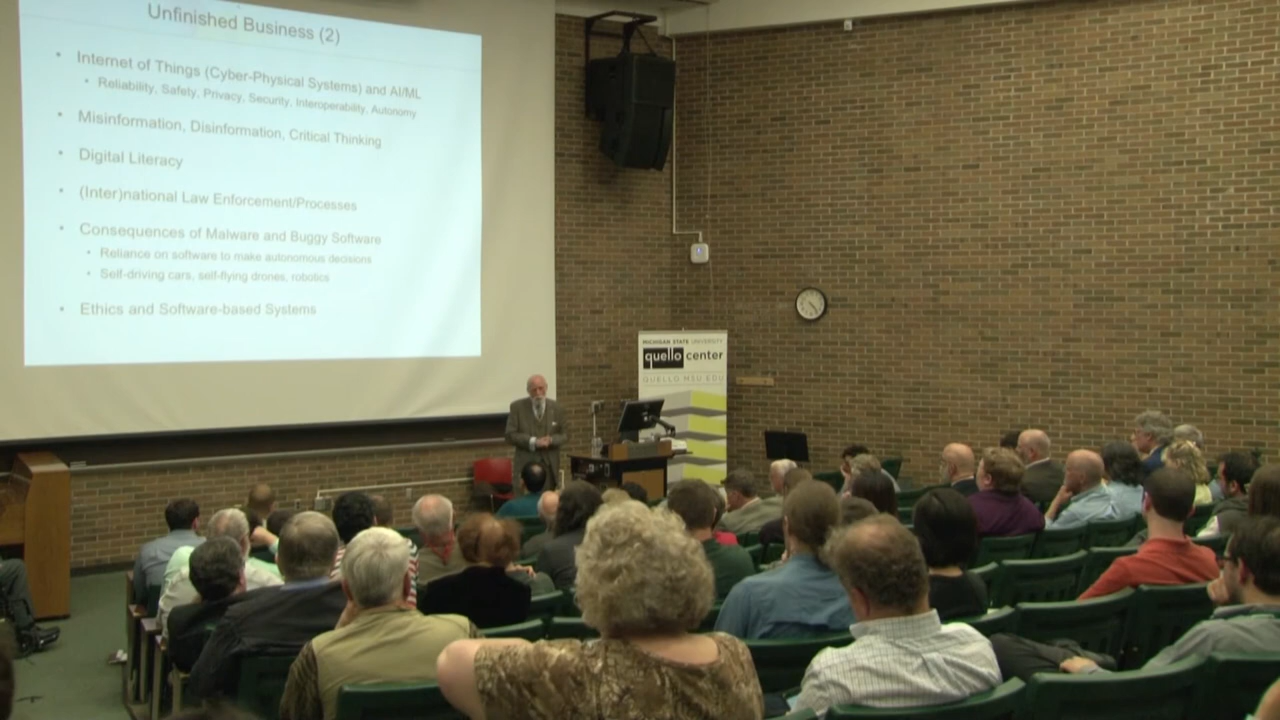 Unfinished Business (2)
• Internet of Things (Cyber-Physical Systems) and AI/ML
• Reliability, Safety, Privacy, Security, Interoperability, Autonomy
• Misinformation, Disinformation, Critical Thinking
• Digital Literacy
• (Inter)national Law Enforcement/Processes
• Consequences of Malware and Buggy Software
• Reliance on software to make autonomous decisions
• Self-driving cars, self-flying drones, robotics
• Ethics and Software-based Systems
MICHIGAN STATE UNIVERSITY
quello center
QUELLO.MSU.EDU